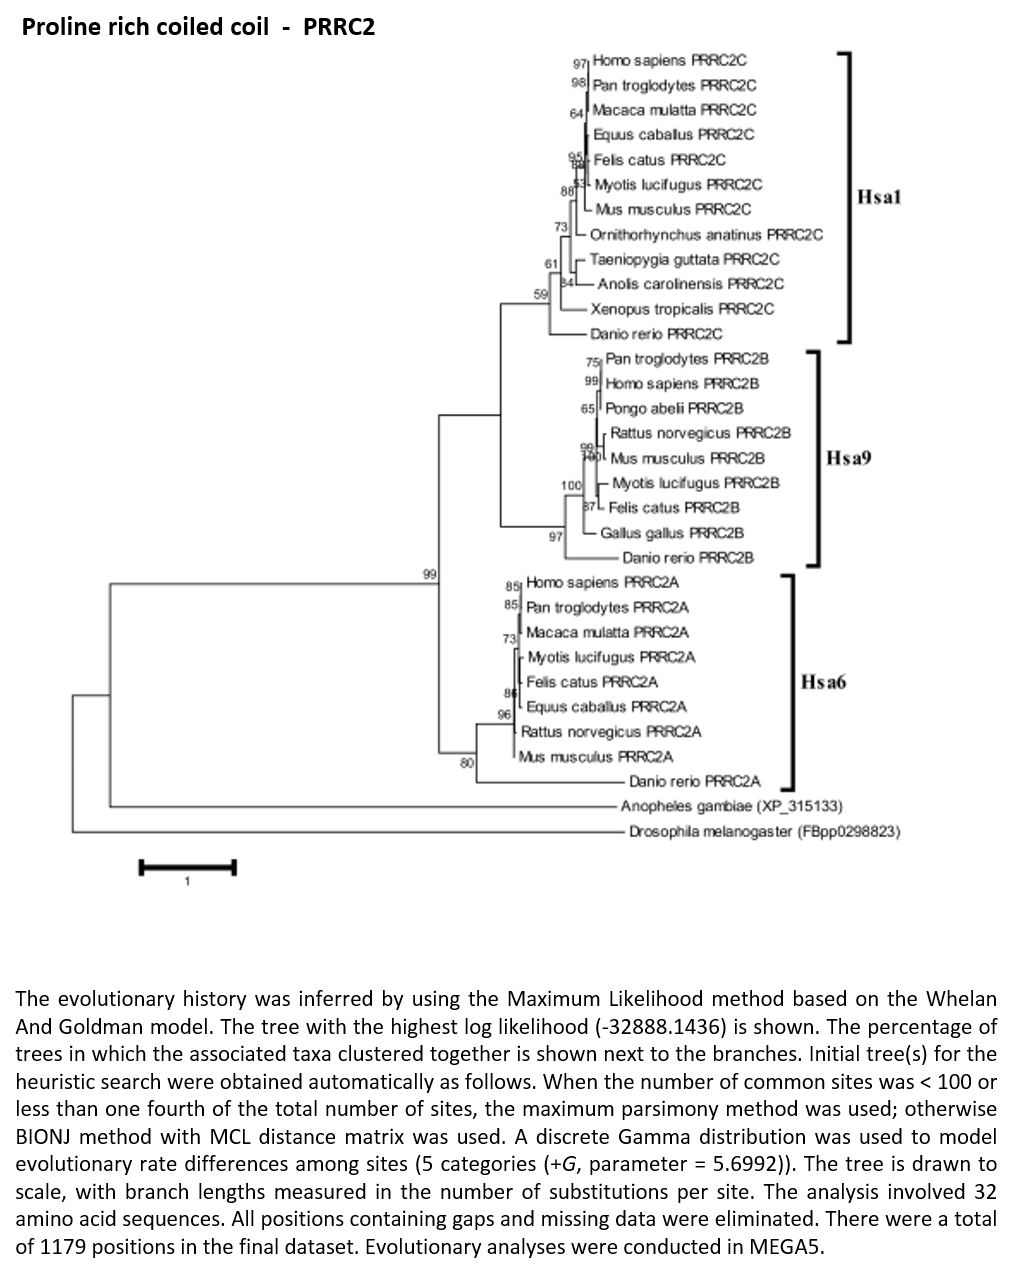 Proline rich coiled coil - PRRC2
97 Homo sapiens PRRC2C
98 Pan troglodytes PRRC2C
64 Macaca mulatta PRRC2C
Equus caballus PRRC2C
95 Felis catus PRRC2C
53 Myotis lucifugus PRRC2C
88
Hsa1
Mus musculus PRRC2C
73 Ornithorhynchus anatinus PRRC2C
61 Taeniopygia guttata PRRC2C
Anolis carolinensis PRRC2C
59 Xenopus tropicalis PRRC2C
Danio rerio PRRC2C
75 Pan troglodytes PRRC2B
99 Homo sapiens PRRC2B
65 Pongo abelii PRRC2B
Rattus norvegicus PRRC2B
99
Mus musculus PRRC2B
Hsa9
100 Myotis lucifugus PRRC2B
Felis catus PRRC2B
97 Gallus gallus PRRC2B
Danio rerio PRRC2B
99
85 Homo sapiens PRRC2A
85 Pan troglodytes PRRC2A
73 Macaca mulatta PRRC2A
Myotis lucifugus PRRC2A
Felis catus PRRC2A
Hsa6
Equus caballus PRRC2A
96
Rattus norvegicus PRRC2A
Mus musculus PRRC2A
80
Danio rerio PRRC2A
Anopheles gambiae (XP_315133)
Drosophila melanogaster (FBpp0298823)
1
The evolutionary history was inferred by using the Maximum Likelihood method based on the Whelan
And Goldman model. The tree with the highest log likelihood (-32888.1436) is shown. The percentage of
trees in which the associated taxa clustered together is shown next to the branches. Initial tree(s) for the
heuristic search were obtained automatically as follows. When the number of common sites was < 100 or
less than one fourth of the total number of sites, the maximum parsimony method was used; otherwise
BIONJ method with MCL distance matrix was used. A discrete Gamma distribution was used to model
evolutionary rate differences among sites (5 categories (+G, parameter = 5.6992)). The tree is drawn to
scale, with branch lengths measured in the number of substitutions per site. The analysis involved 32
amino acid sequences. All positions containing gaps and missing data were eliminated. There were a total
of 1179 positions in the final dataset. Evolutionary analyses were conducted in MEGA5.